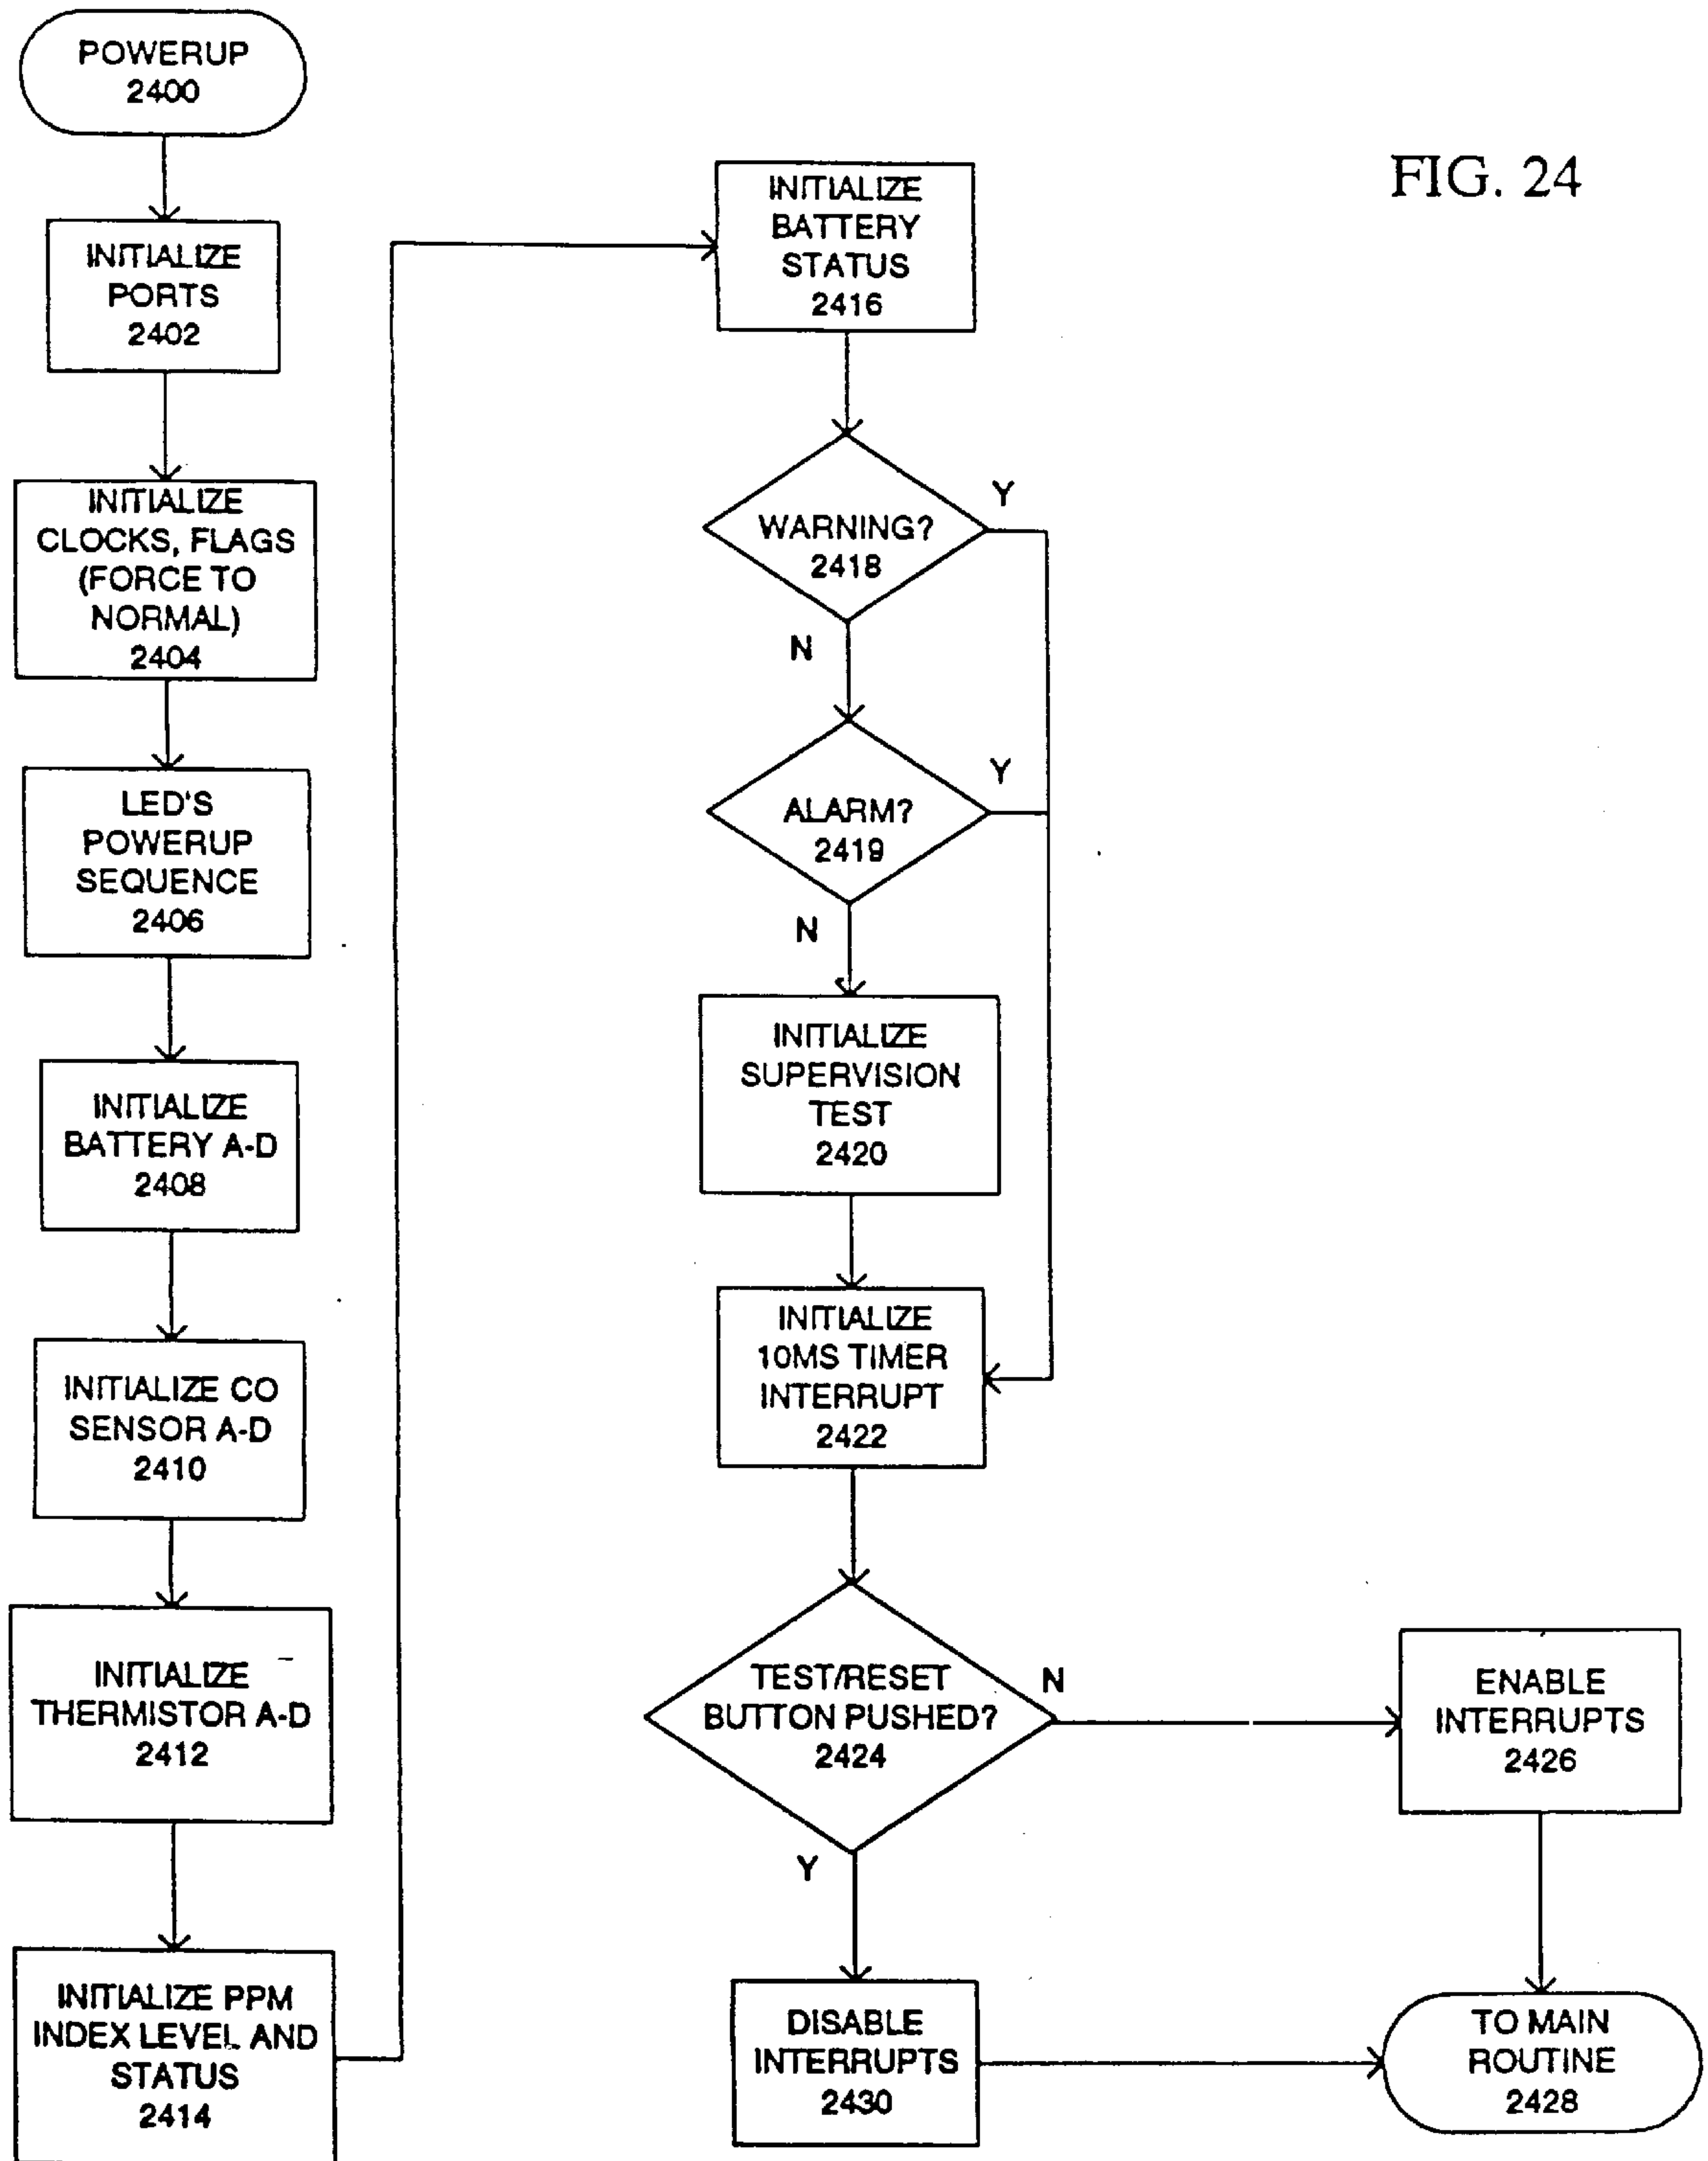 POWERUP
2400
INITIALIZE
PORTS
2402
INITIALIZE
CLOCKS, FLAGS
(FORCE TO
NORMAL)
2404
LED'S
POWERUP
SEQUENCE
2406
INITIALIZE
BATTERY A-D
2408
INITIALIZE CO
SENSOR A-D
2410
INITIALIZE
THERMISTOR A-D
2412
INITIALIZE PPM
INDEX LEVEL AND
STATUS
2414
INITIALIZE
BATTERY
STATUS
2416
WARNING?
2418
Y
N
ALARM?
2419
Y
N
INITIALIZE
SUPERVISION
TEST
2420
INITIALIZE
10MS TIMER
INTERRUPT
2422
TEST/RESET
BUTTON PUSHED?
2424
N
Y
ENABLE
INTERRUPTS
2426
DISABLE
INTERRUPTS
2430
TO MAIN
ROUTINE
2428
FIG. 24